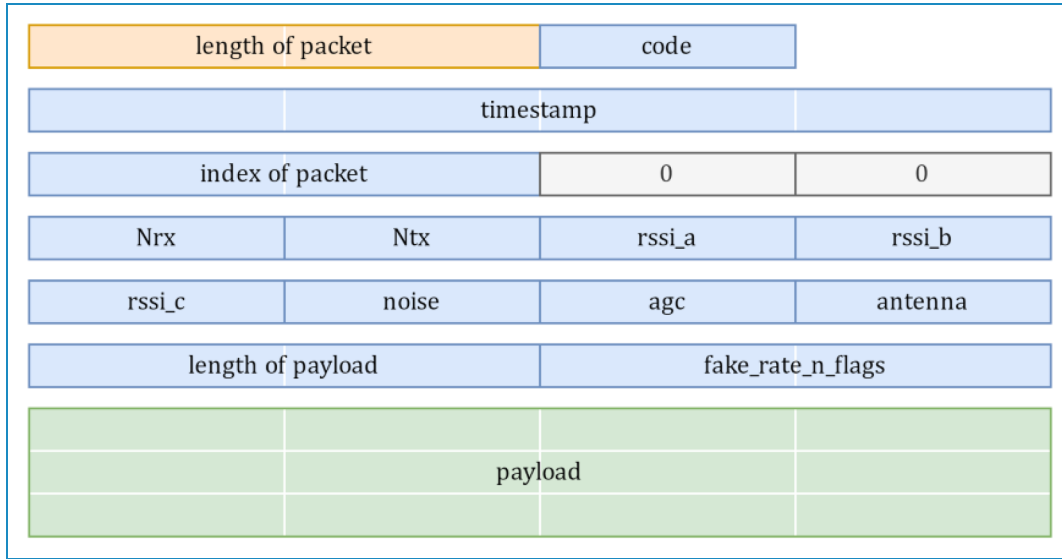 length of packet code
timestamp
index of packet 0 0
Nrx Ntx rssi_a rssi_b
rssi_c noise agc antenna
length of payload fake_rate_n_flags
payload